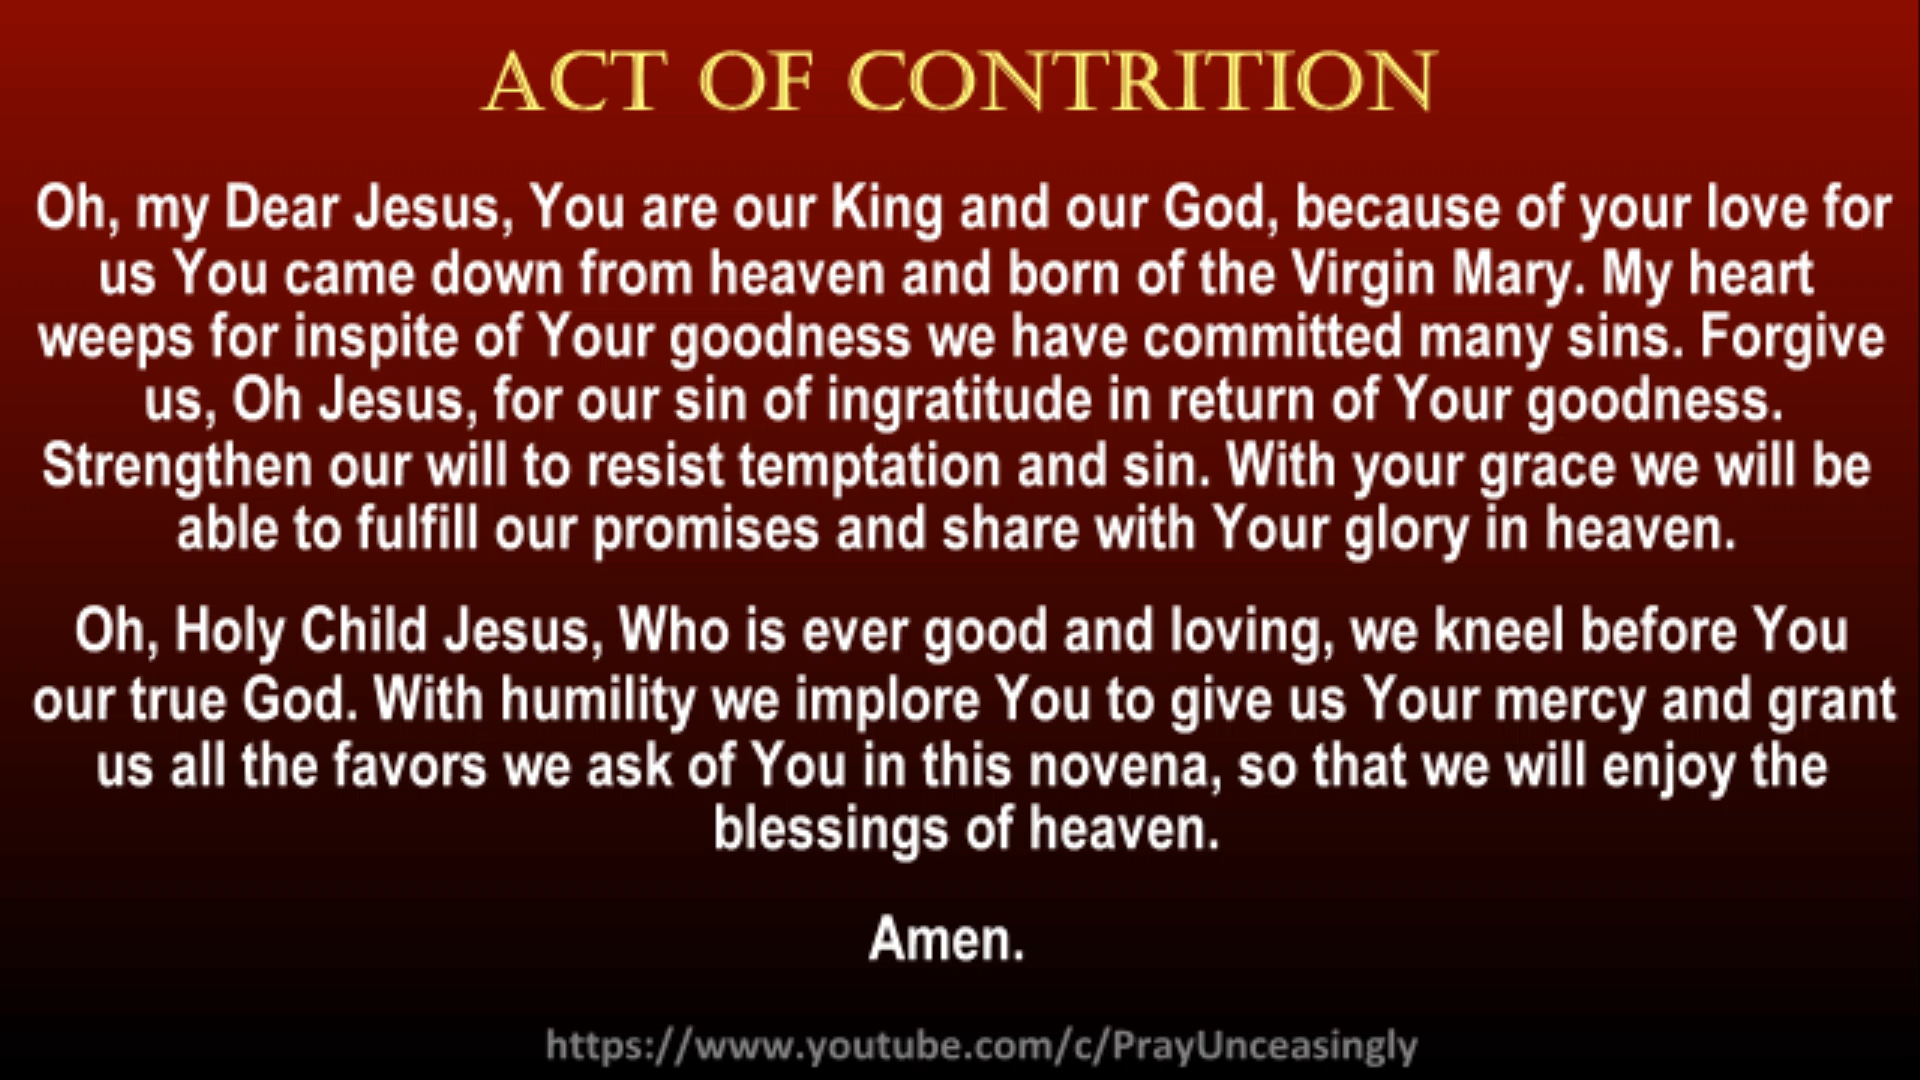 ACT OF CONTRITION
Oh, my Dear Jesus, You are our King and our God, because of your love for
us You came down from heaven and born of the Virgin Mary. My heart
weeps for inspite of Your goodness we have committed many sins. Forgive
us, Oh Jesus, for our sin of ingratitude in return of Your goodness.
Strengthen our will to resist temptation and sin. With your grace we will be
able to fulfill our promises and share with Your glory in heaven.
Oh, Holy Child Jesus, Who is ever good and loving, we kneel before You
our true God. With humility we implore You to give us Your mercy and grant
us all the favors we ask of You in this novena, so that we will enjoy the
blessings of heaven.
Amen.
https://www.youtube.com/c/PrayUnceasingly